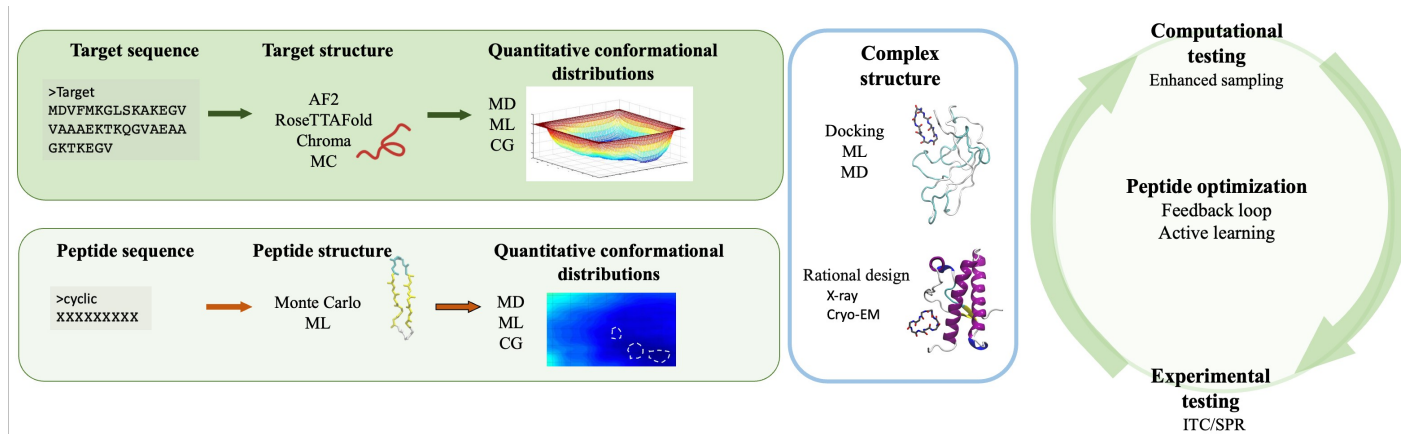 Target sequence
>Target
MDVFMKGLSKAKEGV
VAAAEKTKQGVAEAA
GKTKEGV
Target structure
AF2
RoseTTAFold
Chroma
MC
Quantitative conformational
distributions
MD
ML
CG
Peptide sequence
>cyclic
XXXXXXXXX
Peptide structure
Monte Carlo
ML
Quantitative conformational
distributions
MD
ML
CG
Complex
structure
Docking
ML
MD
Rational design
X-ray
Cryo-EM
Computational
testing
Enhanced sampling
Peptide optimization
Feedback loop
Active learning
Experimental
testing
ITC/SPR